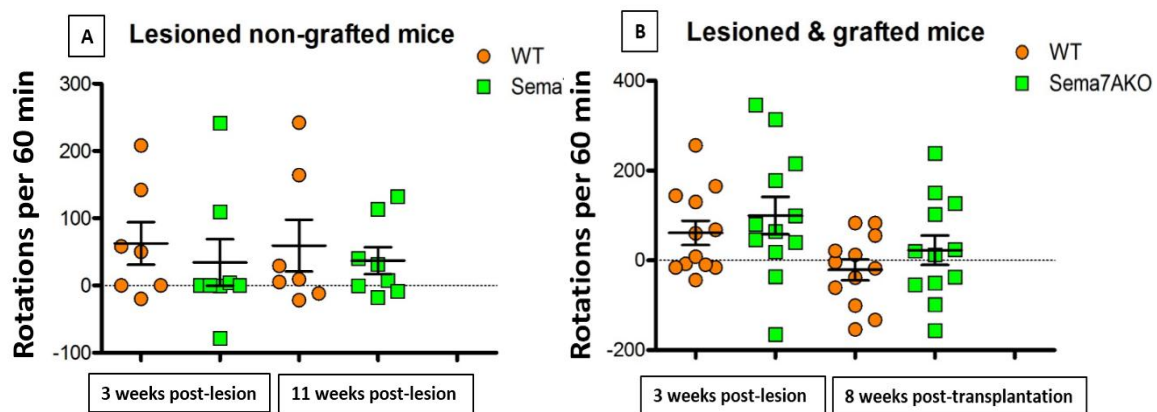 A Lesioned non-grafted mice
WT
Sema
Rotations per 60 min
300
200
100
0
-100
3 weeks post-lesion
11 weeks post-lesion
B Lesioned & grafted mice
WT
Sema7AKO
Rotations per 60 min
400
200
0
-200
3 weeks post-lesion
8 weeks post-transplantation